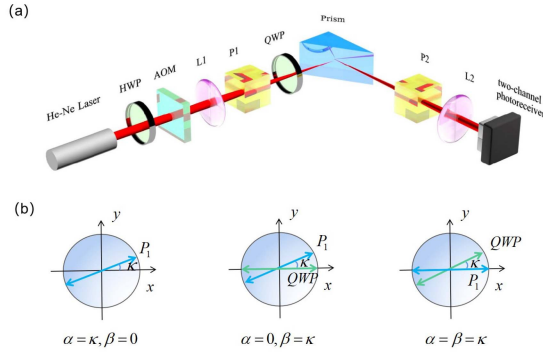 (a)
He-Ne Laser
HWP
AOM
L1
P1
QWP
Prism
P2
L2
two-channel
photoreceiver
(b)
y
P₁
κ
x
α = κ, β = 0
y
P₁
κ
QWP
x
α = 0, β = κ
y
QWP
κ
P₁
x
α = β = κ